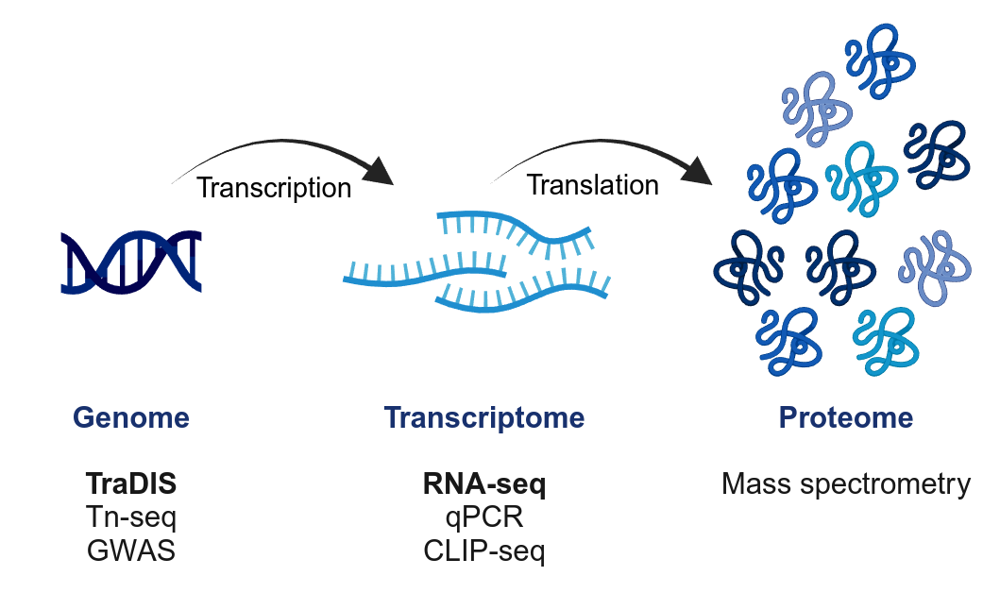 Transcription
Translation
Genome
Transcriptome
Proteome
TraDIS
Tn-seq
GWAS
RNA-seq
qPCR
CLIP-seq
Mass spectrometry